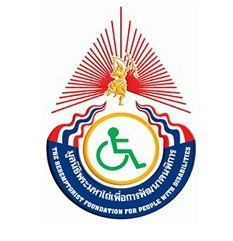 มูลนิธิพระมหาไถ่เพื่อการพัฒนาคนพิการ
THE REDEMPTORIST FOUNDATION FOR PEOPLE WITH DISABILITIES